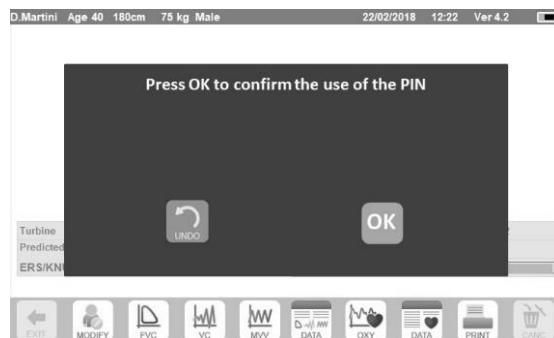 D.Martini Age 40 180cm 75 kg Male 22/02/2018 12:22 Ver 4.2
Press OK to confirm the use of the PIN
UNDO
OK
Turbine
Predicted
ERS/KNU
EXIT MODIFY FVC VC MVV DATA OXY DATA PRINT CANC